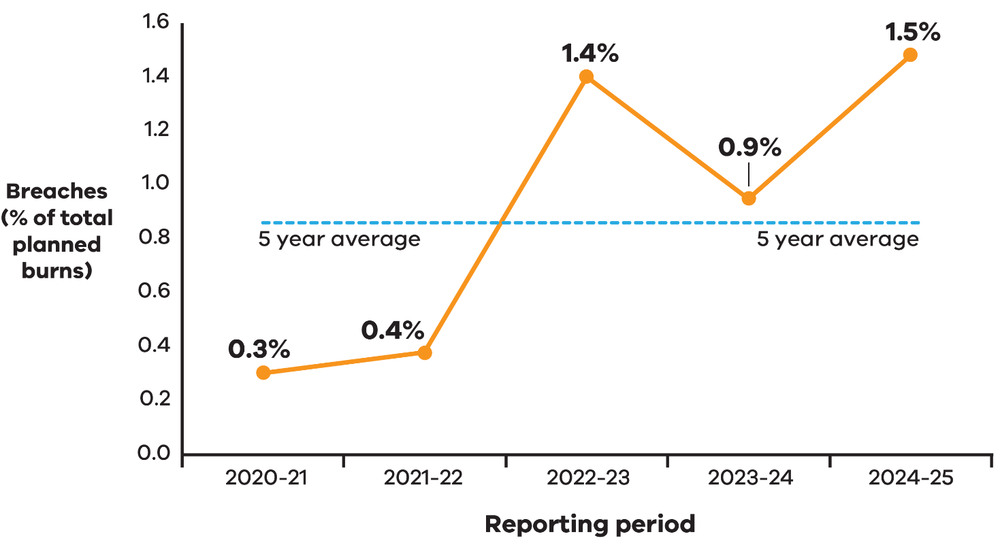 1.6
1.4
1.2
1.0
0.8
0.6
0.4
0.2
0.0
Breaches
(% of total
planned
burns)
0.3%
0.4%
1.4%
0.9%
1.5%
5 year average
5 year average
2020-21
2021-22
2022-23
2023-24
2024-25
Reporting period